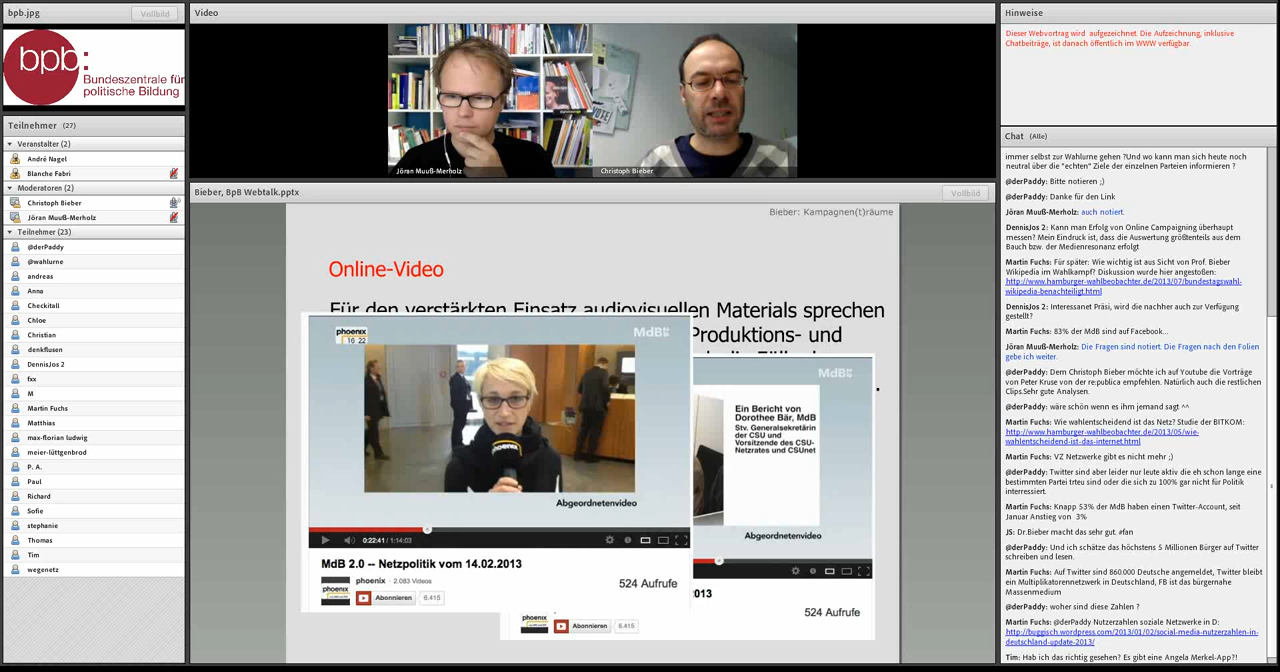 bpb.jpg
Vollbild
bpb:
Bundeszentrale für
politische Bildung
Teilnehmer (27)
Veranstalter (2)
André Nagel
Blanche Fabri
Moderatoren (2)
Christoph Bieber
Jöran Muuß-Merholz
Teilnehmer (23)
@derPaddy
@wahlurne
andreas
Anna
Checkitall
Chloe
Christian
denkflusen
DennisJos 2
fxx
M
Martin Fuchs
Matthias
max-florian ludwig
meier-lüttgenbrod
P. A.
Paul
Richard
Sofie
stephanie
Thomas
Tim
wegenetz
Video
VOTE
Jöran Muuß-Merholz
Christoph Bieber
Bieber, BpB Webtalk.pptx
Vollbild
Bieber: Kampagnen(t)räume
Online-Video
Für den verstärkten Einsatz audiovisuellen Materials sprechen
Produktions- und
phoenix
16 22
MdB
phoenix
Abgeordnetenvideo
0:22:41 / 1:14:03
MdB 2.0 -- Netzpolitik vom 14.02.2013
phoenix
phoenix · 2.083 Videos
Abonnieren 6.415
524 Aufrufe
MdB
Ein Bericht von
Dorothee Bär, MdB
Stv. Generalsekretärin
der CSU und
Vorsitzende des CSU-
Netzrates und CSUnet
Abgeordnetenvideo
2013
phoenix
Abonnieren 6.415
524 Aufrufe
Hinweise
Dieser Webvortrag wird aufgezeichnet. Die Aufzeichnung, inklusive
Chatbeiträge, ist danach öffentlich im WWW verfügbar.
Chat (Alle)
immer selbst zur Wahlurne gehen ?Und wo kann man sich heute noch
neutral über die "echten" Ziele der einzelnen Parteien informieren ?
@derPaddy: Bitte notieren ;)
@derPaddy: Danke für den Link
Jöran Muuß-Merholz: auch notiert.
DennisJos 2: Kann man Erfolg von Online Campaigning überhaupt
messen? Mein Eindruck ist, dass die Auswertung größtenteils aus dem
Bauch bzw. der Medienresonanz erfolgt
Martin Fuchs: Für später: Wie wichtig ist aus Sicht von Prof. Bieber
Wikipedia im Wahlkampf? Diskussion wurde hier angestoßen:
http://www.hamburger-wahlbeobachter.de/2013/07/bundestagswahl-
wikipedia-benachteiligt.html
DennisJos 2: Interessanet Präsi, wird die nachher auch zur Verfügung
gestellt?
Martin Fuchs: 83% der MdB sind auf Facebook...
Jöran Muuß-Merholz: Die Fragen sind notiert. Die Fragen nach den Folien
gebe ich weiter.
@derPaddy: Dem Christoph Bieber möchte ich auf Youtube die Vorträge
von Peter Kruse von der re:publica empfehlen. Natürlich auch die restlichen
Clips.Sehr gute Analysen.
@derPaddy: wäre schön wenn es ihm jemand sagt ^^
Martin Fuchs: Wie wahlentscheidend ist das Netz? Studie der BITKOM:
http://www.hamburger-wahlbeobachter.de/2013/05/wie-
wahlentscheidend-ist-das-internet.html
Martin Fuchs: VZ Netzwerke gibt es nicht mehr ;)
@derPaddy: Twitter sind aber leider nur leute aktiv die eh schon lange eine
bestimmten Partei trteu sind oder die sich zu 100% gar nicht für Politik
interessiert.
Martin Fuchs: Knapp 53% der MdB haben einen Twitter-Account, seit
Januar Anstieg von 3%
JS: Dr.Bieber macht das sehr gut. #fan
@derPaddy: Und ich schätze das höchstens 5 Millionen Bürger auf Twitter
schreiben und lesen.
Martin Fuchs: Auf Twitter sind 860.000 Deutsche angemeldet, Twitter bleibt
ein Multiplikatorennetzwerk in Deutschland, FB ist das bürgernahe
Massenmedium
@derPaddy: woher sind diese Zahlen ?
Martin Fuchs: @derPaddy Nutzerzahlen soziale Netzwerke in D:
http://buggisch.wordpress.com/2013/01/02/social-media-nutzerzahlen-in-
deutschland-update-2013/
Tim: Hab ich das richtig gesehen? Es gibt eine Angela Merkel-App?!